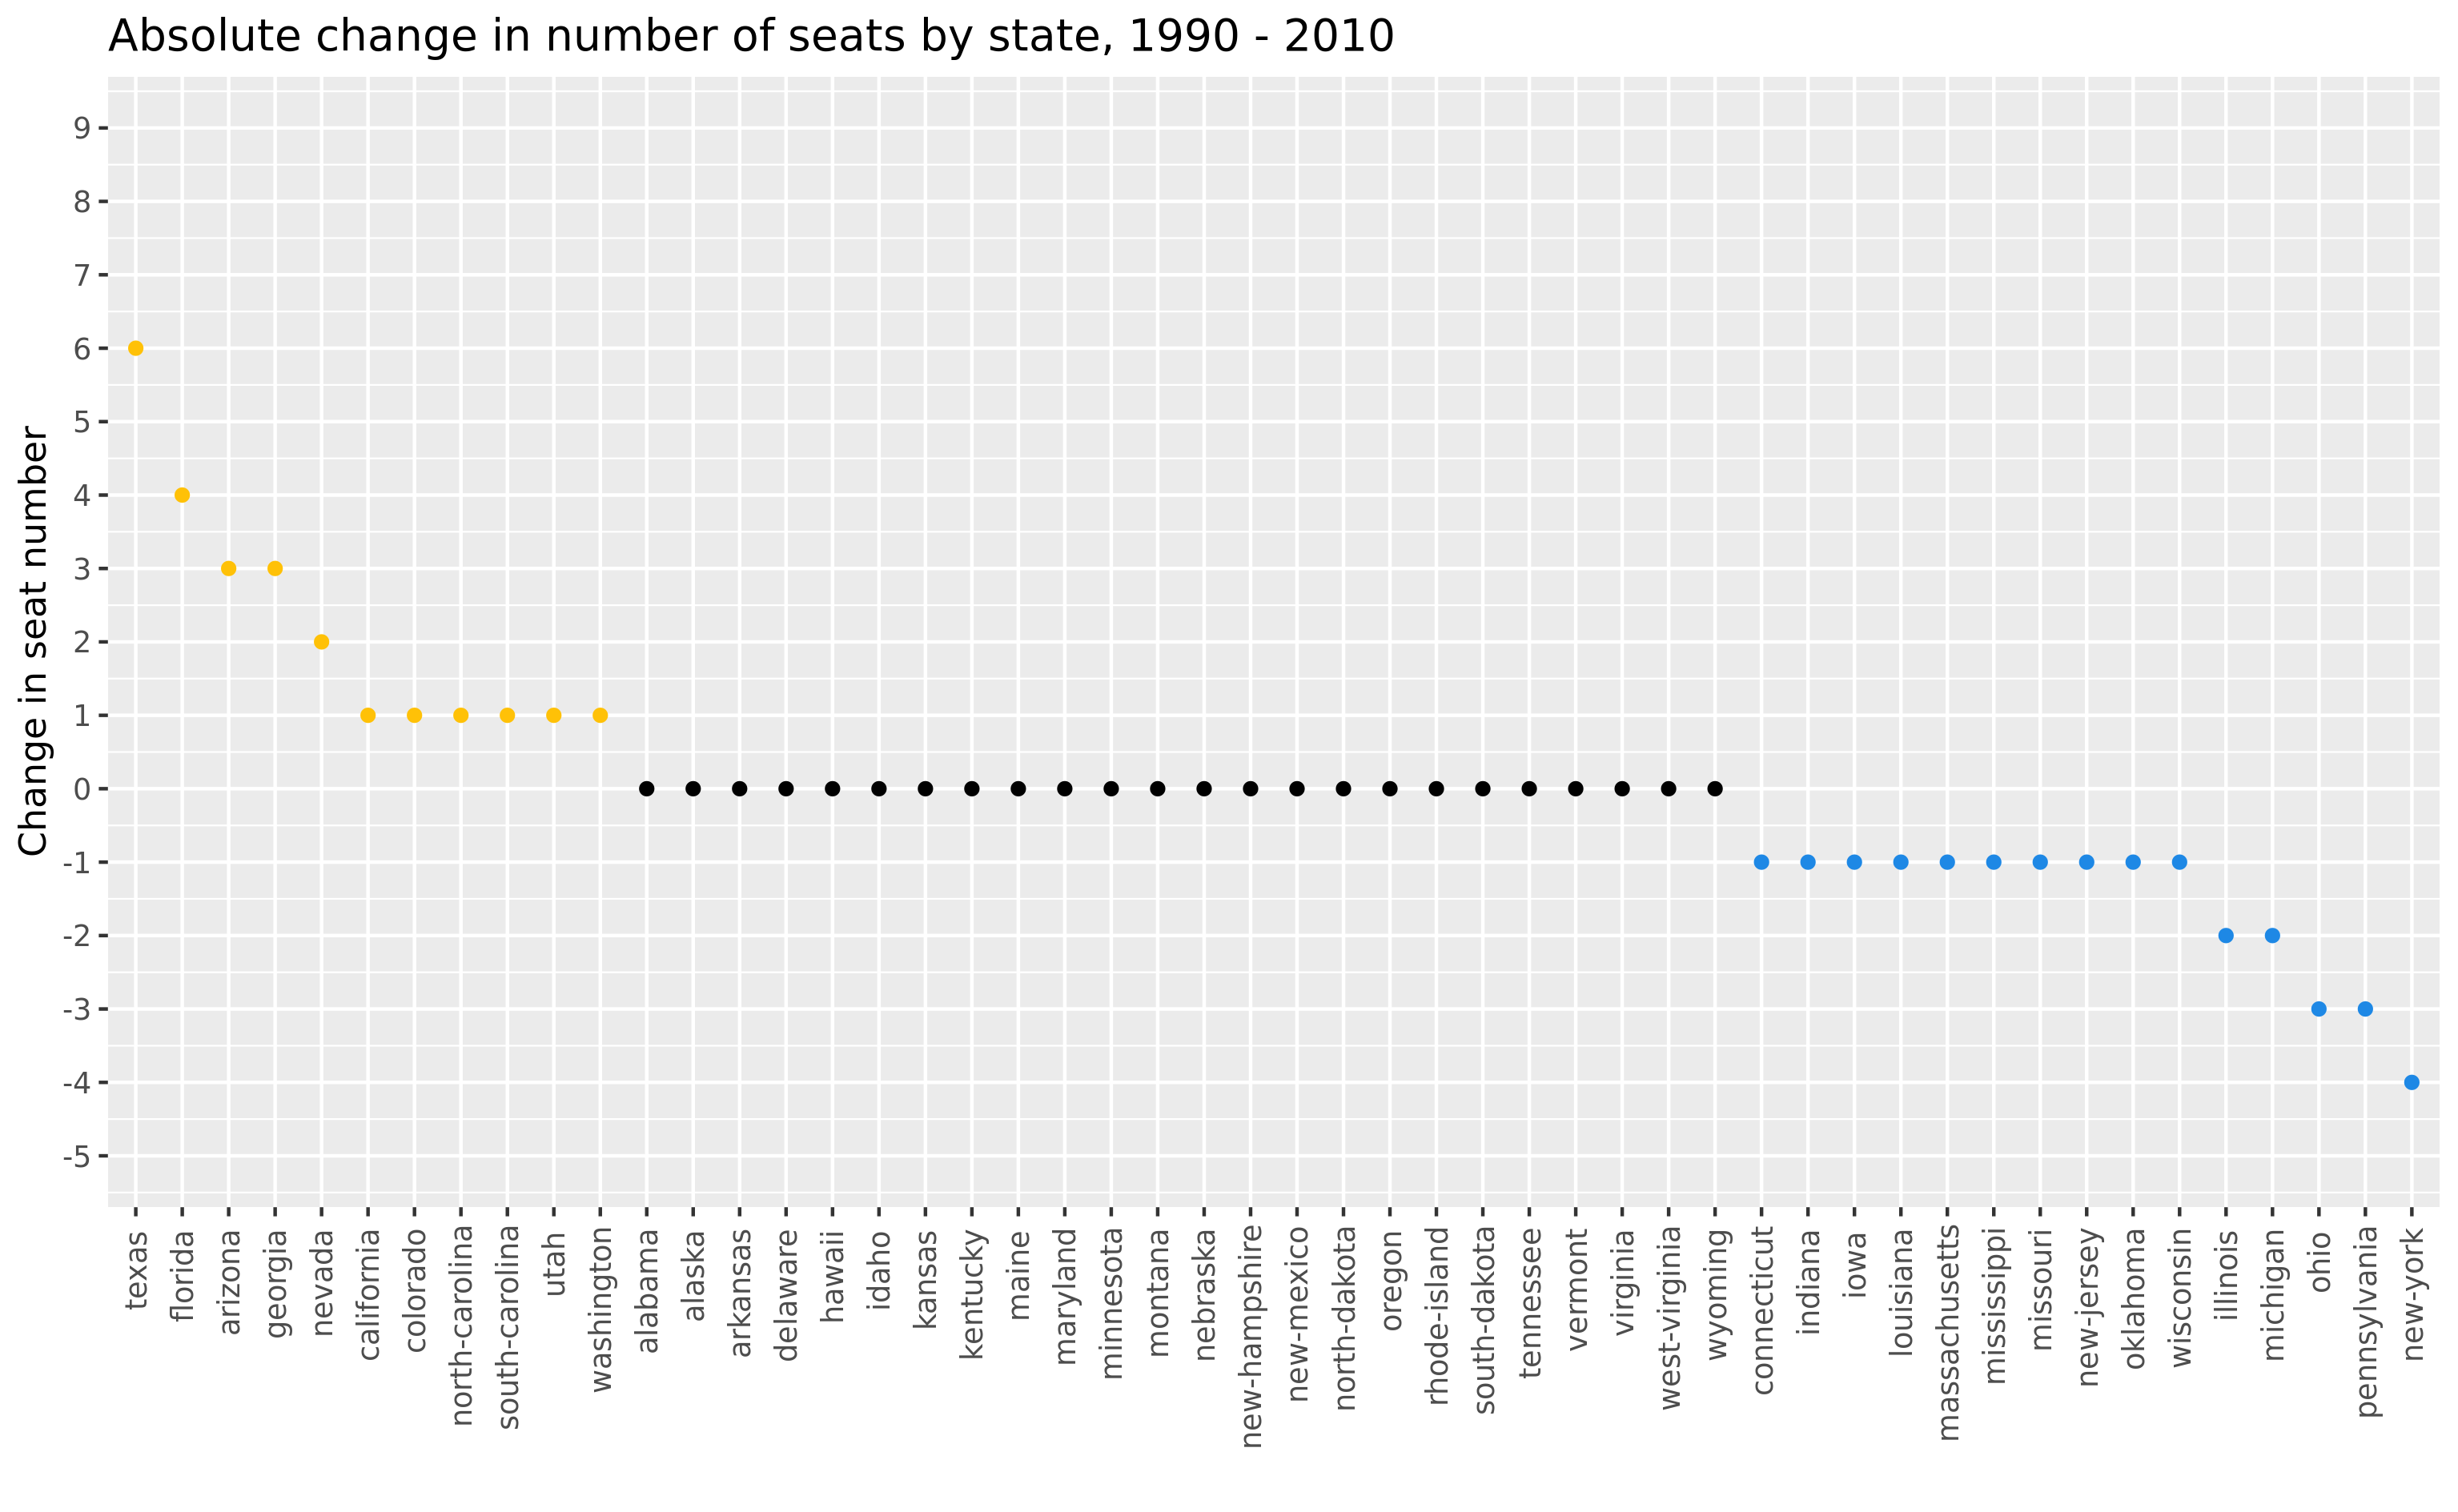 Absolute change in number of seats by state, 1990 - 2010
Change in seat number
9
8
7
6
5
4
3
2
1
0
-1
-2
-3
-4
-5
texas
florida
arizona
georgia
nevada
california
colorado
north-carolina
south-carolina
utah
washington
alabama
alaska
arkansas
delaware
hawaii
idaho
kansas
kentucky
maine
maryland
minnesota
montana
nebraska
new-hampshire
new-mexico
north-dakota
oregon
rhode-island
south-dakota
tennessee
vermont
virginia
west-virginia
wyoming
connecticut
indiana
iowa
louisiana
massachusetts
mississippi
missouri
new-jersey
oklahoma
wisconsin
illinois
michigan
ohio
pennsylvania
new-york